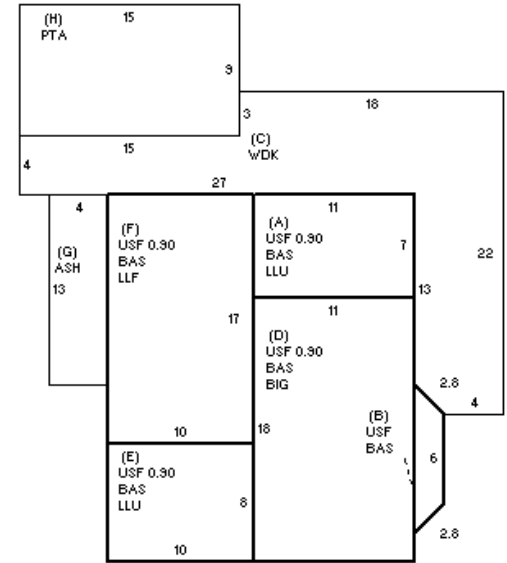 15
(H)
PTA
9
18
3
(C)
WDK
15
4
27
4
11
(F)
USF 0.90
BAS
LLF
(A)
USF 0.90
BAS
LLU
7
(G)
ASH
13
22
13
11
17
(D)
USF 0.90
BAS
BIG
2.8
4
(B)
USF
BAS
10
18
6
(E)
USF 0.90
BAS
LLU
8
2.8
10